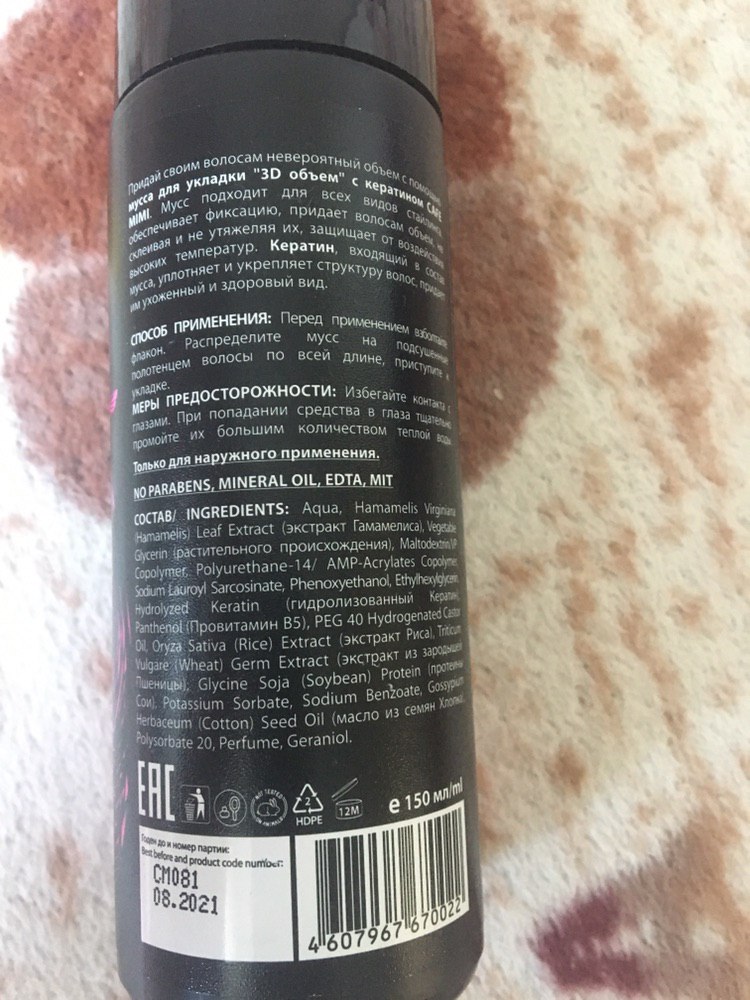 Придай своим волосам невероятный объем с помощью
мусса для укладки "3D объем" с кератином CAFE
MIMI. Мусс подходит для всех видов стайлинга,
обеспечивает фиксацию, придает волосам объем, не
склеивая и не утяжеляя их, защищает от воздействия
высоких температур. Кератин, входящий в состав
мусса, уплотняет и укрепляет структуру волос, придает
им ухоженный и здоровый вид.
СПОСОБ ПРИМЕНЕНИЯ: Перед применением взболтайте
флакон. Распределите мусс на подсушенные
полотенцем волосы по всей длине, приступите к
укладке.
МЕРЫ ПРЕДОСТОРОЖНОСТИ: Избегайте контакта с
глазами. При попадании средства в глаза тщательно
промойте их большим количеством теплой воды.
Только для наружного применения.
NO PARABENS, MINERAL OIL, EDTA, MIT
СОСТАВ/ INGREDIENTS: Aqua, Hamamelis Virginiana
(Hamamelis) Leaf Extract (экстракт Гамамелиса), Vegetable
Glycerin (растительного происхождения), Maltodextrin/VP
Copolymer, Polyurethane-14/ AMP-Acrylates Copolymer,
Sodium Lauroyl Sarcosinate, Phenoxyethanol, Ethylhexylglycerin,
Hydrolyzed Keratin (гидролизованный Кератин),
Panthenol (Провитамин B5), PEG 40 Hydrogenated Castor
Oil, Oryza Sativa (Rice) Extract (экстракт Риса), Triticum
Vulgare (Wheat) Germ Extract (экстракт из зародышей
Пшеницы), Glycine Soja (Soybean) Protein (протеины
Сои), Potassium Sorbate, Sodium Benzoate, Gossypium
Herbaceum (Cotton) Seed Oil (масло из семян Хлопка),
Polysorbate 20, Perfume, Geraniol.
EAC
NOT TESTED ON ANIMALS
2
HDPE
12M
e 150 мл/ml
Годен до и номер партии:
Best before and product code number:
CM081
08.2021
4 607967 670022